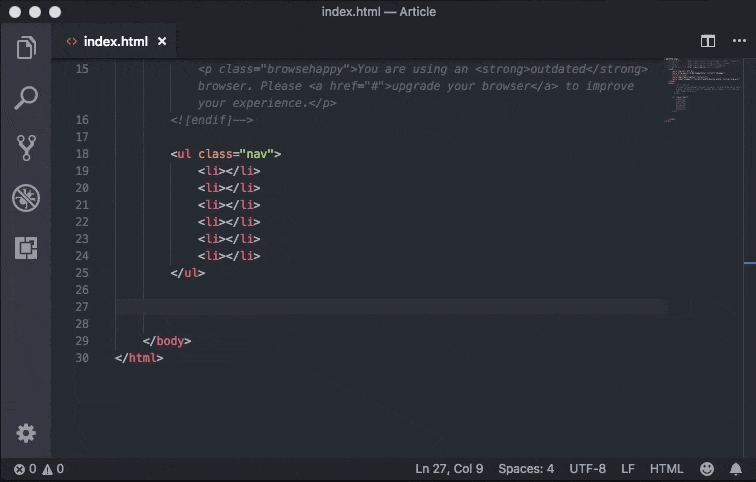 index.html — Article
<> index.html ×
15 <p class="browsehappy">You are using an <strong>outdated</strong>
browser. Please <a href="#">upgrade your browser</a> to improve
your experience.</p>
16 <![endif]-->
17
18 <ul class="nav">
19 <li></li>
20 <li></li>
21 <li></li>
22 <li></li>
23 <li></li>
24 <li></li>
25 </ul>
26
27
28
29 </body>
30 </html>
0 0 Ln 27, Col 9 Spaces: 4 UTF-8 LF HTML